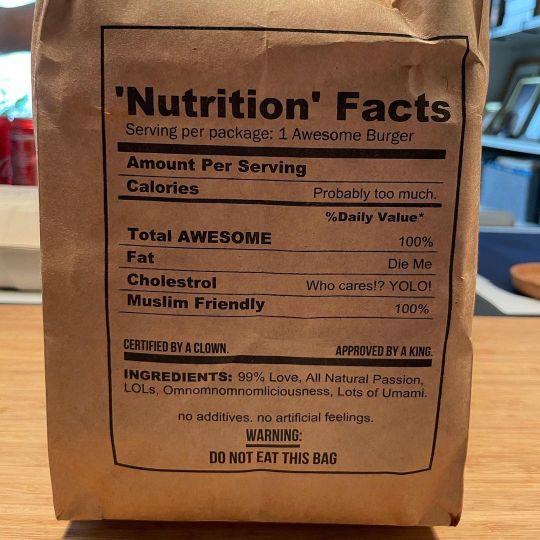 'Nutrition' Facts
Serving per package: 1 Awesome Burger
Amount Per Serving
Calories Probably too much.
%Daily Value*
Total AWESOME 100%
Fat Die Me
Cholestrol Who cares!? YOLO!
Muslim Friendly 100%
CERTIFIED BY A CLOWN. APPROVED BY A KING.
INGREDIENTS: 99% Love, All Natural Passion,
LOLs, Omnomnomnomliciousness, Lots of Umami.
no additives. no artificial feelings.
WARNING:
DO NOT EAT THIS BAG